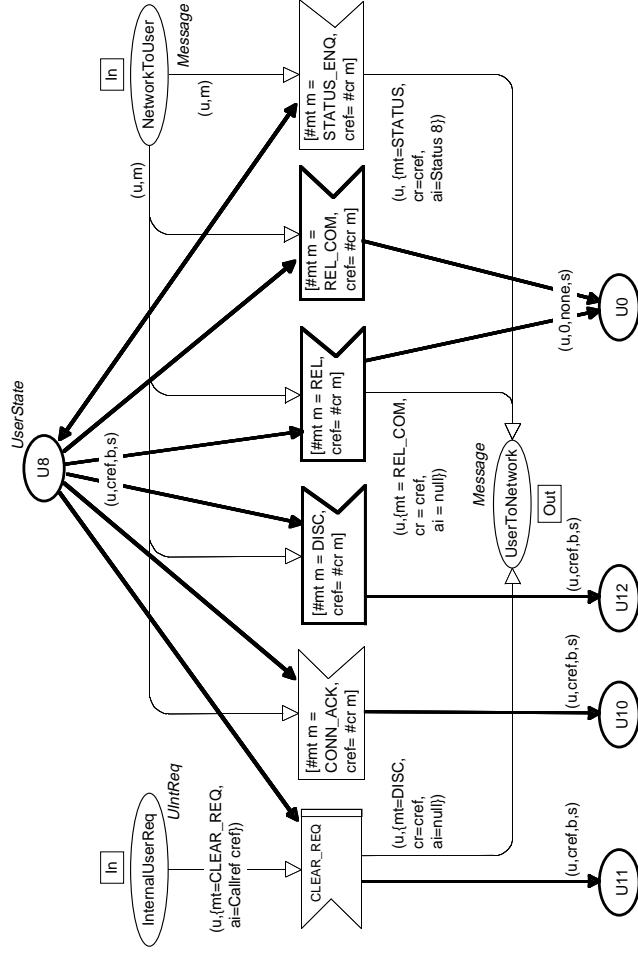 UserState
U8
(u,cref,b,s)
In
InternalUserReq
UIntReq
(u,{mt=CLEAR_REQ,
ai=Callref cref})
In
NetworkToUser
Message
(u,m)
(u,m)
CLEAR_REQ
[#mt m =
CONN_ACK,
cref= #cr m]
[#mt m = DISC,
cref= #cr m]
[#mt m = REL,
cref= #cr m]
[#mt m =
REL_COM,
cref= #cr m]
[#mt m =
STATUS_ENQ,
cref= #cr m]
(u,{mt=DISC,
cr=cref,
ai=null})
(u,{mt = REL_COM,
cr = cref,
ai = null})
(u, {mt=STATUS,
cr=cref,
ai=Status 8})
Message
UserToNetwork
Out
(u,cref,b,s)
(u,cref,b,s)
(u,cref,b,s)
(u,0,none,s)
U11
U10
U12
U0